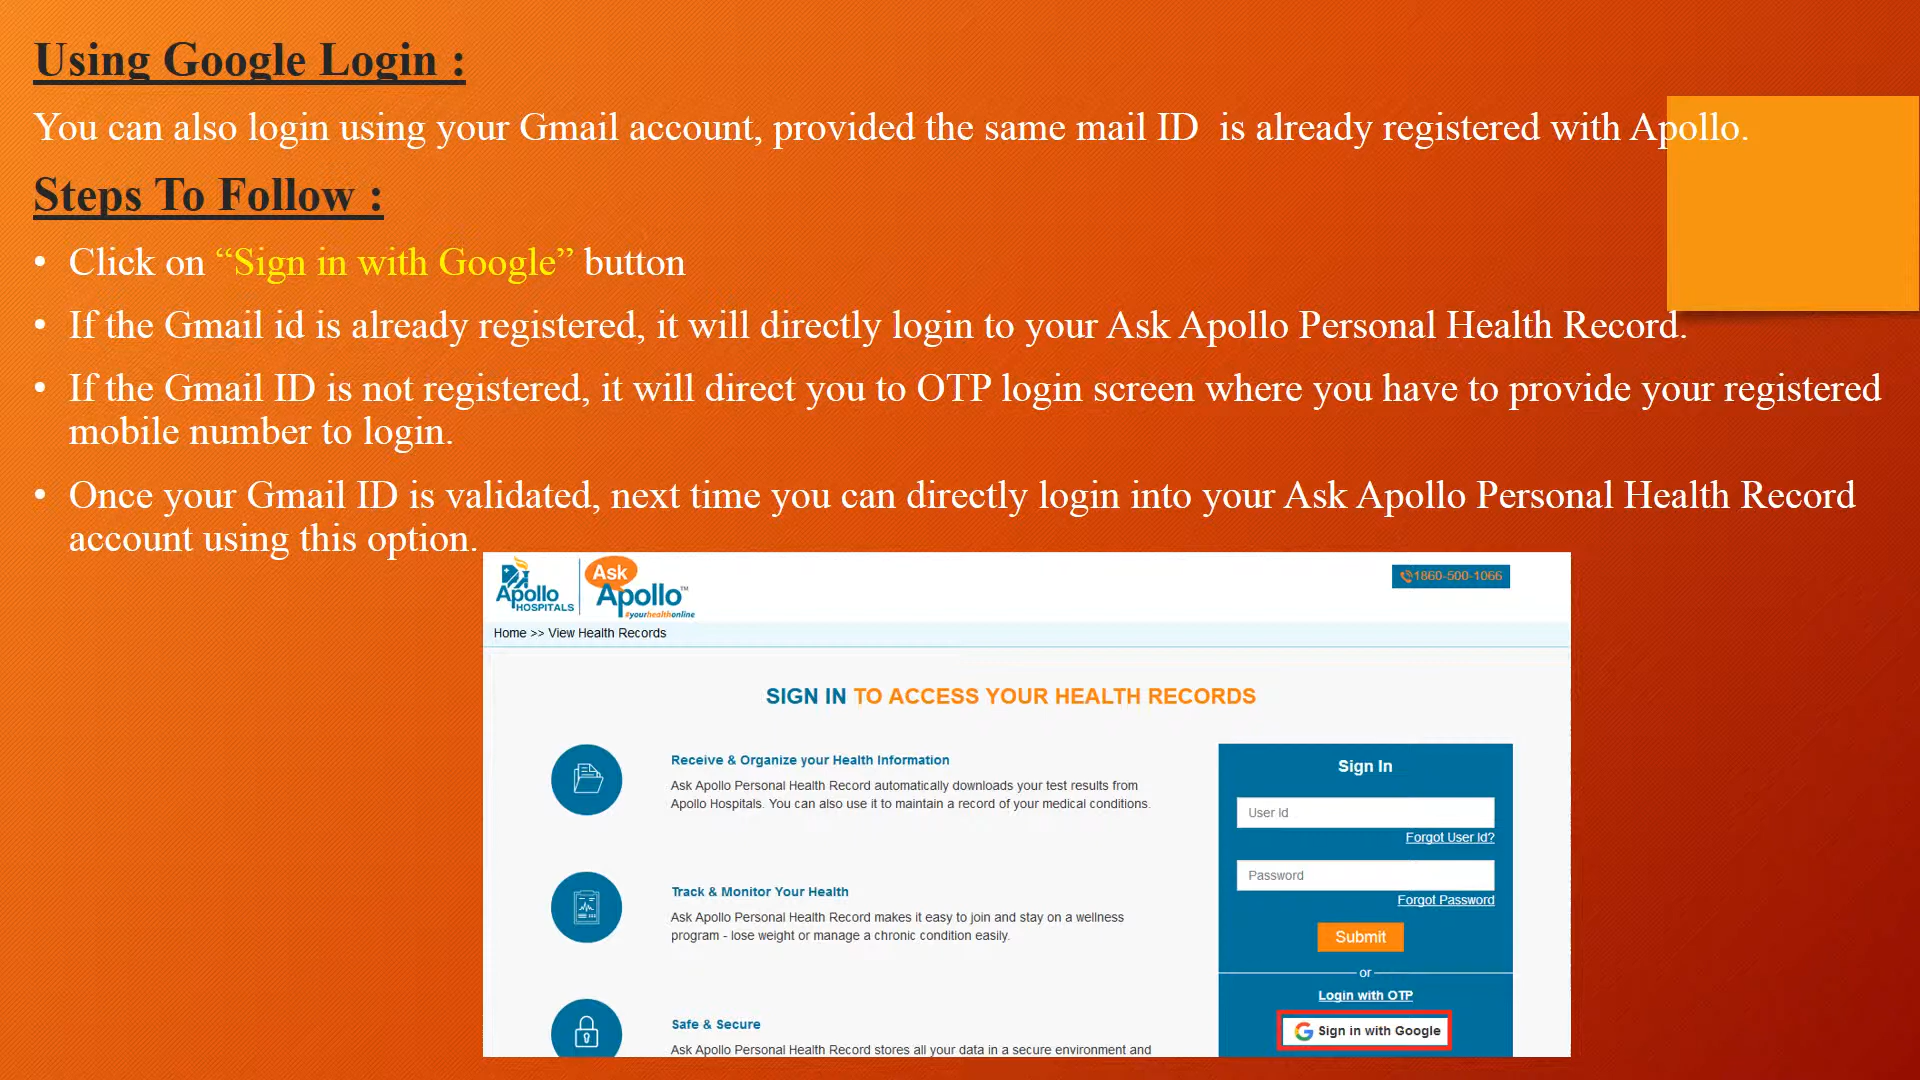 Using Google Login :
You can also login using your Gmail account, provided the same mail ID  is already registered with Apollo.
Steps To Follow :
• Click on “Sign in with Google” button
• If the Gmail id is already registered, it will directly login to your Ask Apollo Personal Health Record.
• If the Gmail ID is not registered, it will direct you to OTP login screen where you have to provide your registered
mobile number to login.
• Once your Gmail ID is validated, next time you can directly login into your Ask Apollo Personal Health Record
account using this option.
Apollo
HOSPITALS
Ask
Apollo™
#yourhealthonline
1860-500-1066
Home >> View Health Records
SIGN IN TO ACCESS YOUR HEALTH RECORDS
Receive & Organize your Health Information
Ask Apollo Personal Health Record automatically downloads your test results from
Apollo Hospitals. You can also use it to maintain a record of your medical conditions.
Track & Monitor Your Health
Ask Apollo Personal Health Record makes it easy to join and stay on a wellness
program - lose weight or manage a chronic condition easily.
Safe & Secure
Ask Apollo Personal Health Record stores all your data in a secure environment and
Sign In
User Id
Forgot User Id?
Password
Forgot Password
Submit
or
Login with OTP
Sign in with Google